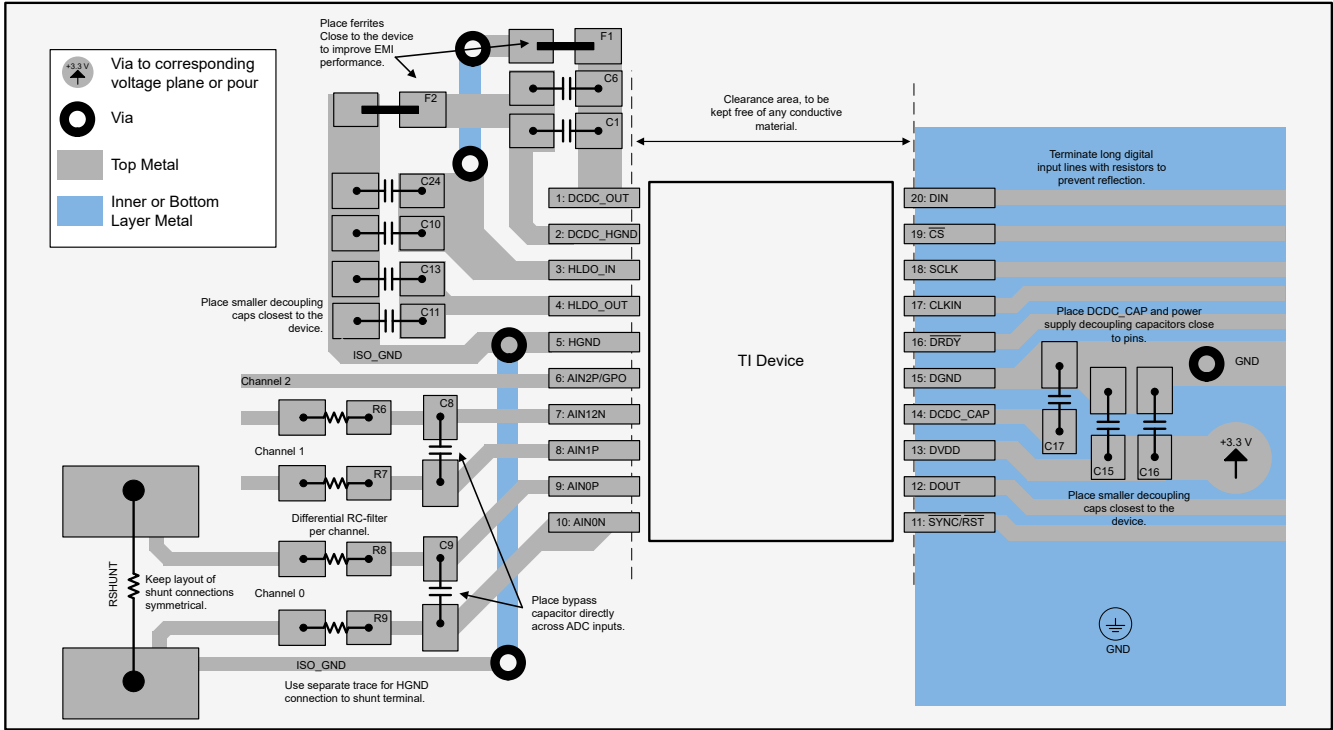 +3.3 V
Via to corresponding
voltage plane or pour
Via
Top Metal
Inner or Bottom
Layer Metal
Place ferrites
Close to the device
to improve EMI
performance.
F1
C6
F2
C1
C24
C10
C13
C11
Place smaller decoupling
caps closest to the
device.
ISO_GND
Clearance area, to be
kept free of any conductive
material.
1: DCDC_OUT
2: DCDC_HGND
3: HLDO_IN
4: HLDO_OUT
5: HGND
6: AIN2P/GPO
7: AIN12N
8: AIN1P
9: AIN0P
10: AIN0N
TI Device
Channel 2
R6
C8
Channel 1
R7
Differential RC-filter
per channel.
R8
C9
RSHUNT
Keep layout of
shunt connections
symmetrical.
Channel 0
R9
Place bypass
capacitor directly
across ADC inputs.
ISO_GND
Use separate trace for HGND
connection to shunt terminal.
Terminate long digital
input lines with resistors to
prevent reflection.
20: DIN
19: CS
18: SCLK
17: CLKIN
16: DRDY
15: DGND
14: DCDC_CAP
13: DVDD
12: DOUT
11: SYNC/RST
Place DCDC_CAP and power
supply decoupling capacitors close
to pins.
GND
C17
C15
C16
+3.3 V
Place smaller decoupling
caps closest to the
device.
GND